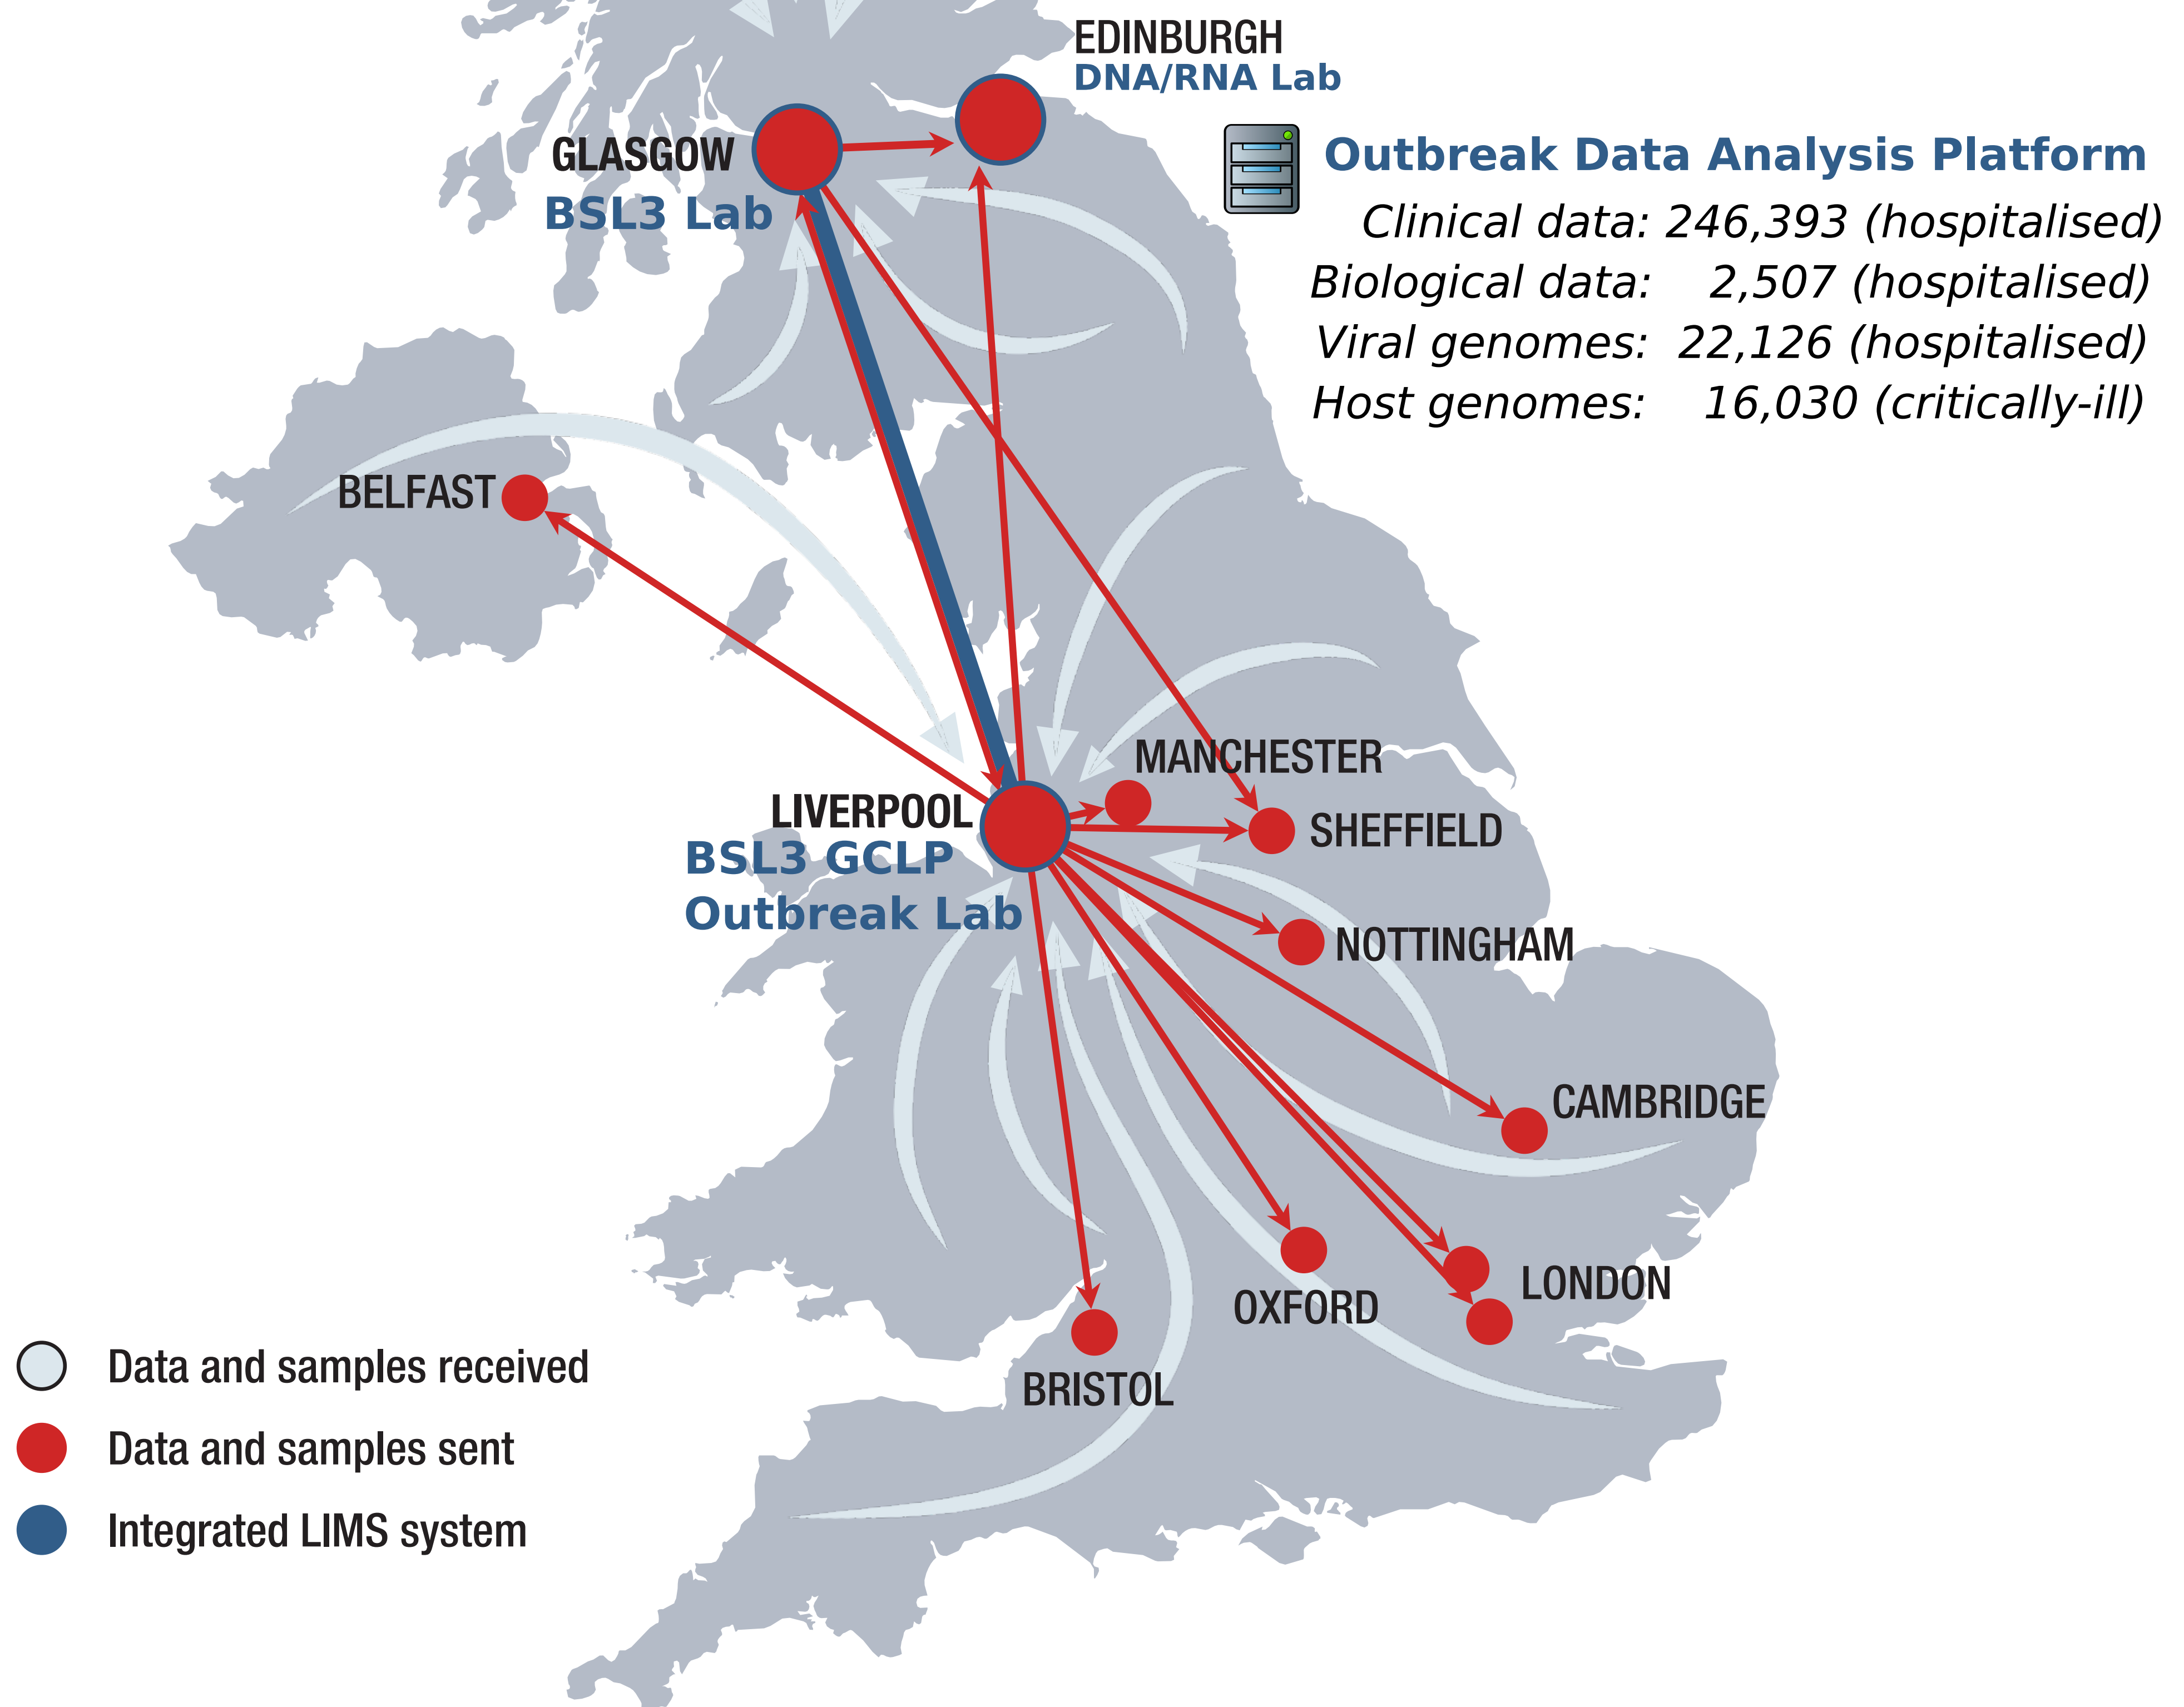 EDINBURGH
DNA/RNA Lab
GLASGOW
BSL3 Lab
Outbreak Data Analysis Platform
Clinical data: 246,393 (hospitalised)
Biological data: 2,507 (hospitalised)
Viral genomes: 22,126 (hospitalised)
Host genomes: 16,030 (critically-ill)
BELFAST
MANCHESTER
LIVERPOOL
BSL3 GCLP
Outbreak Lab
SHEFFIELD
NOTTINGHAM
CAMBRIDGE
LONDON
OXFORD
BRISTOL
Data and samples received
Data and samples sent
Integrated LIMS system